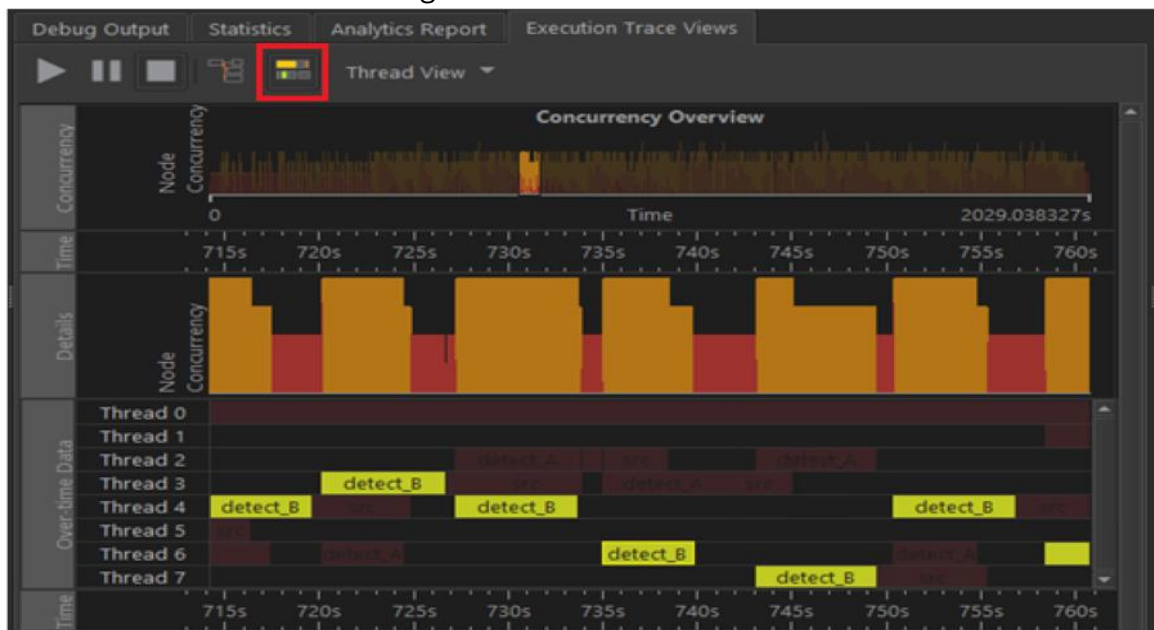 Debug Output Statistics Analytics Report Execution Trace Views
Thread View
Concurrency Overview
Concurrency
Node
Concurrency
0 Time 2029.038327s
Time
715s 720s 725s 730s 735s 740s 745s 750s 755s 760s
Details
Node
Concurrency
Over-time Data
Thread 0
Thread 1
Thread 2 detect_A src detect_A
Thread 3 detect_B src detect_A src
Thread 4 detect_B src detect_B detect_B src
Thread 5 src
Thread 6 detect_A detect_B detect_A
Thread 7 detect_B src
Time
715s 720s 725s 730s 735s 740s 745s 750s 755s 760s